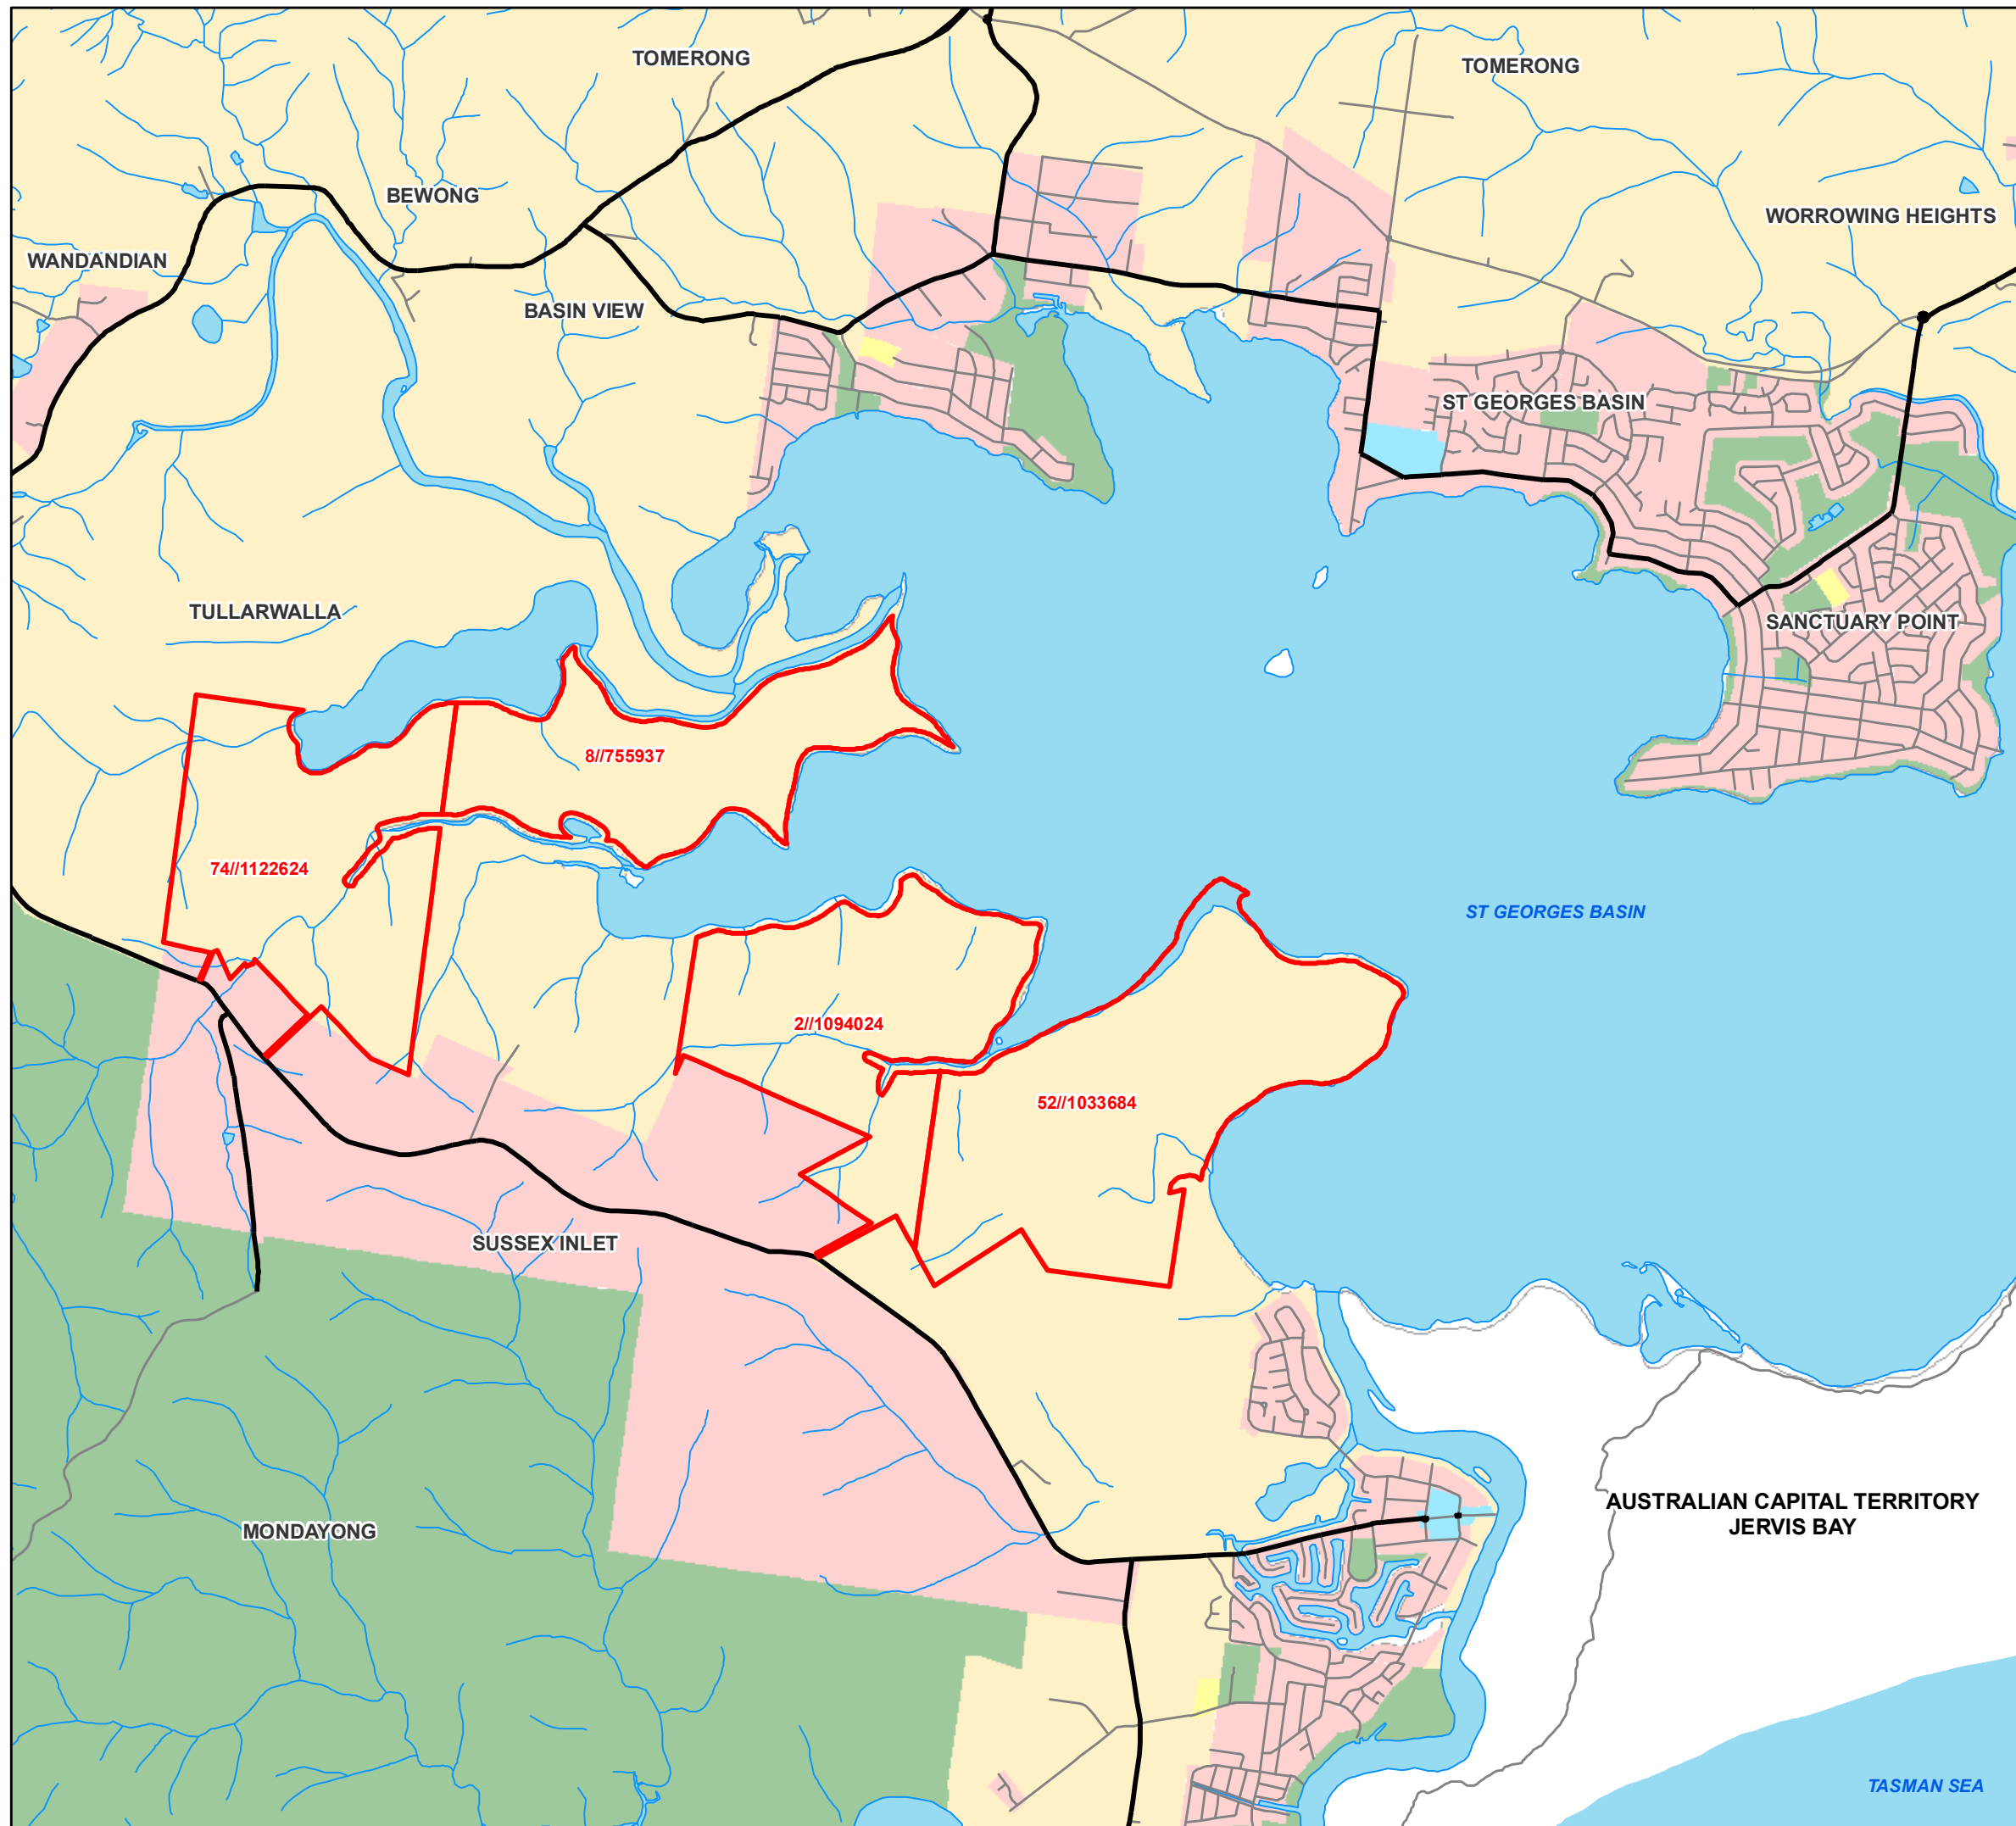 TOMERONG
TOMERONG
BEWONG
WORROWING HEIGHTS
WANDANDIAN
BASIN VIEW
ST GEORGES BASIN
TULLARWALLA
SANCTUARY POINT
8//755937
74//1122624
ST GEORGES BASIN
2//1094024
52//1033684
SUSSEX INLET
AUSTRALIAN CAPITAL TERRITORY
JERVIS BAY
MONDAYONG
TASMAN SEA